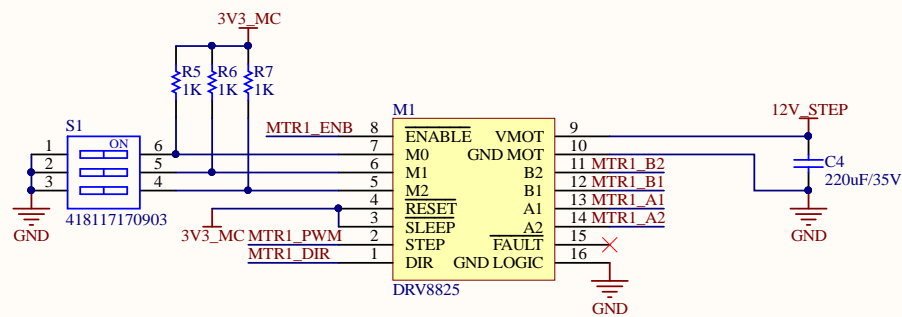 3V3_MC
R5
1K
R6
1K
R7
1K
S1
ON
1
2
3
6
5
4
418117170903
GND
MTR1_ENB
3V3_MC
MTR1_PWM
MTR1_DIR
M1
8 ENABLE VMOT 9
7 M0 GND MOT 10
6 M1 B2 11 MTR1_B2
5 M2 B1 12 MTR1_B1
4 RESET A1 13 MTR1_A1
3 SLEEP A2 14 MTR1_A2
2 STEP FAULT 15
1 DIR GND LOGIC 16
DRV8825
12V_STEP
C4
220uF/35V
GND
GND